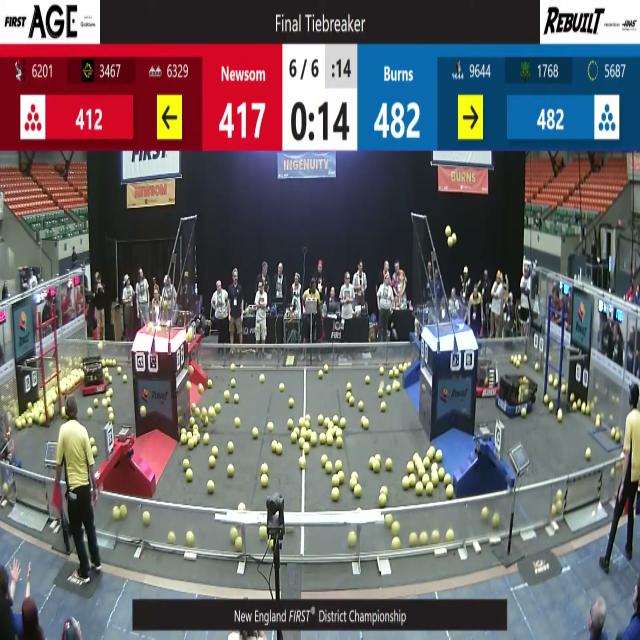 FIRST AGE
Final Tiebreaker
REBUILT
6201 3467 6329
Newsom
6 / 6 :14
Burns
9644 1768 5687
412
417
0:14
482
482
FIRST
NEWSOM
INGENUITY
BURNS
New England FIRST® District Championship